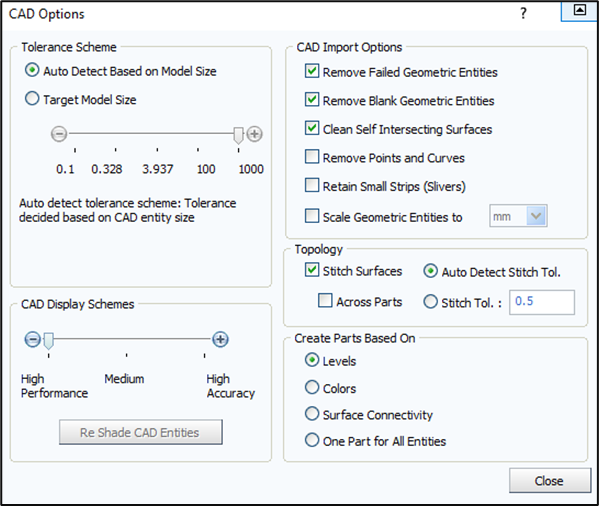 CAD Options ?
Tolerance Scheme
Auto Detect Based on Model Size
Target Model Size
0.1 0.328 3.937 100 1000
Auto detect tolerance scheme: Tolerance
decided based on CAD entity size
CAD Display Schemes
High Performance Medium High Accuracy
Re Shade CAD Entities
CAD Import Options
Remove Failed Geometric Entities
Remove Blank Geometric Entities
Clean Self Intersecting Surfaces
Remove Points and Curves
Retain Small Strips (Slivers)
Scale Geometric Entities to mm
Topology
Stitch Surfaces Auto Detect Stitch Tol.
Across Parts Stitch Tol. : 0.5
Create Parts Based On
Levels
Colors
Surface Connectivity
One Part for All Entities
Close